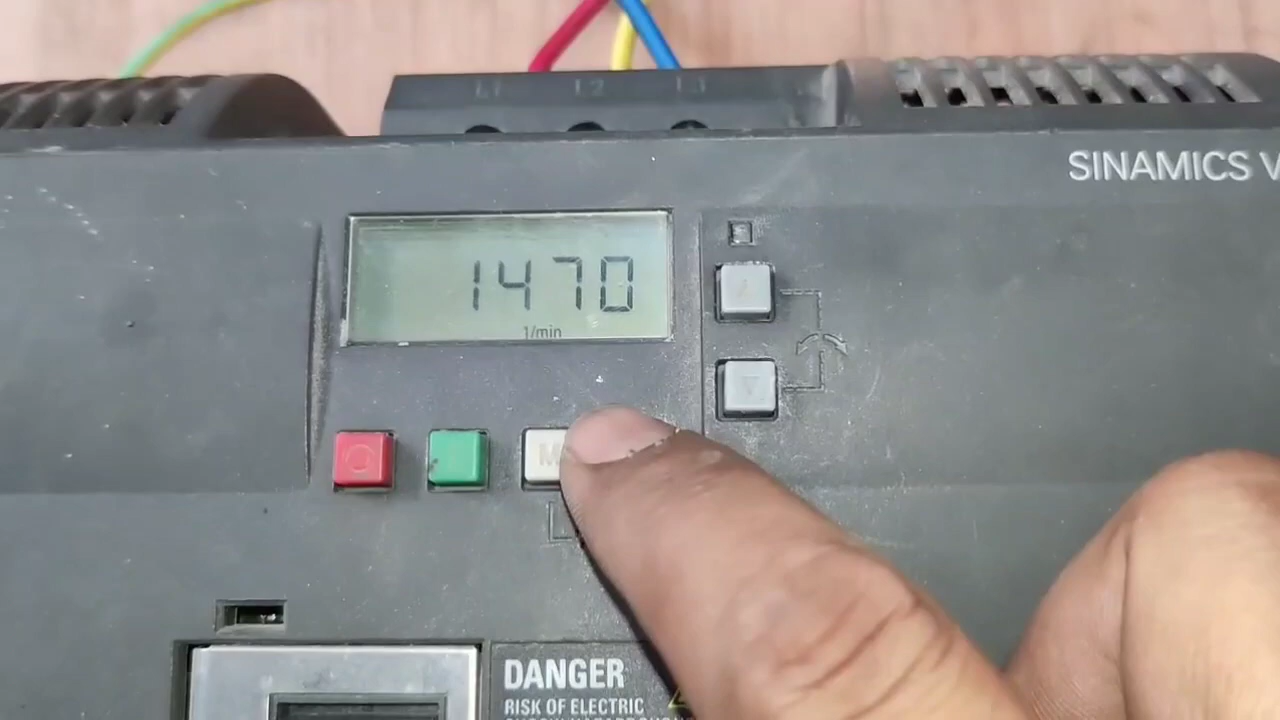 L1 L2 L3
SINAMICS V
1470
1/min
M
DANGER
RISK OF ELECTRIC